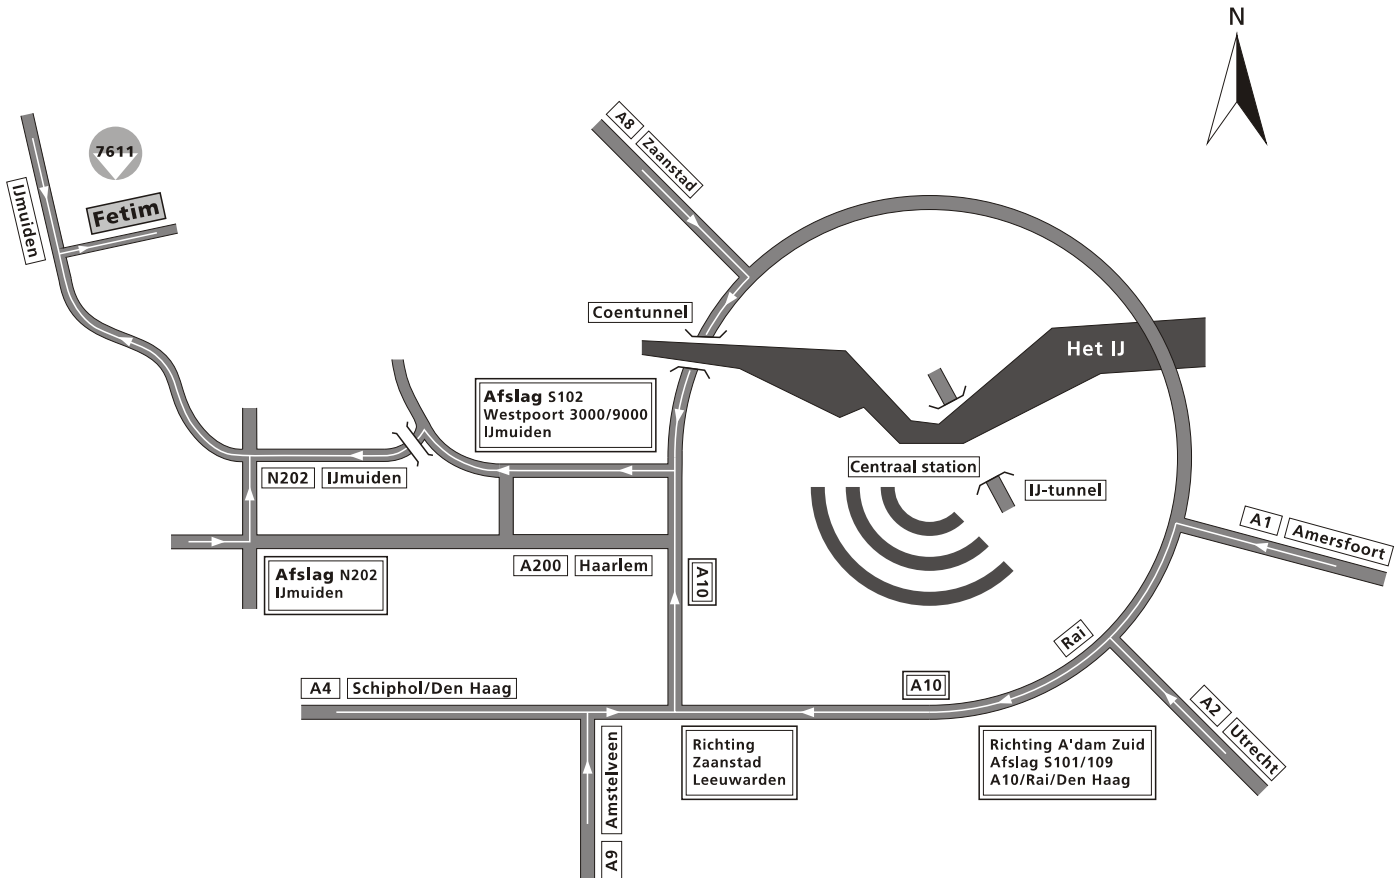 N
A8 Zaanstad
7611
Fetim
IJmuiden
Coentunnel
Het IJ
Afslag S102
Westpoort 3000/9000
IJmuiden
Centraal station
N202 IJmuiden
IJ-tunnel
A1 Amersfoort
A200 Haarlem
A10
Afslag N202
IJmuiden
Rai
A4 Schiphol/Den Haag
A10
A2 Utrecht
A9 Amstelveen
Richting
Zaanstad
Leeuwarden
Richting A'dam Zuid
Afslag S101/109
A10/Rai/Den Haag